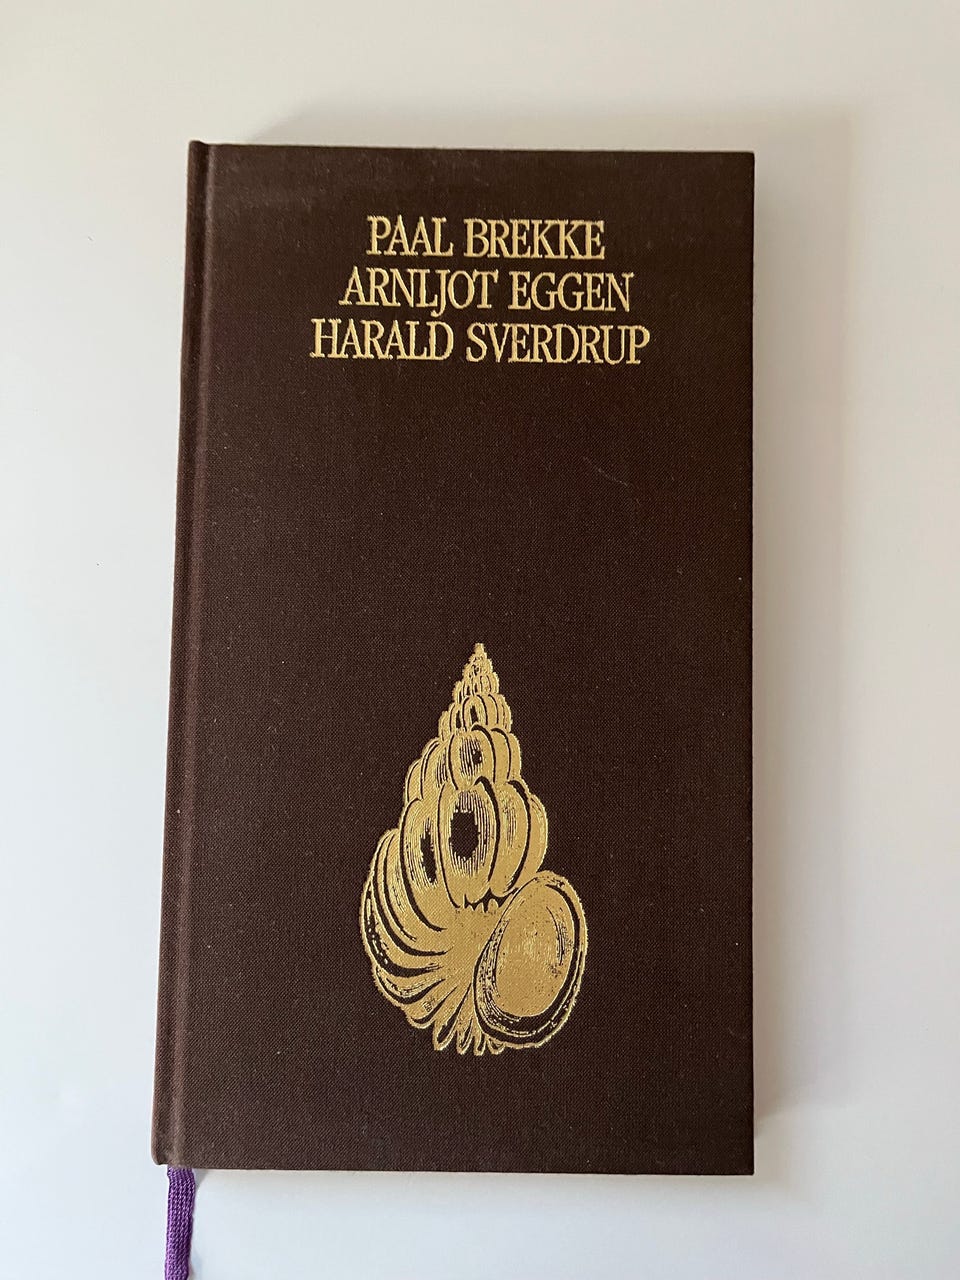 PAAL BREKKE
ARNLJOT EGGEN
HARALD SVERDRUP